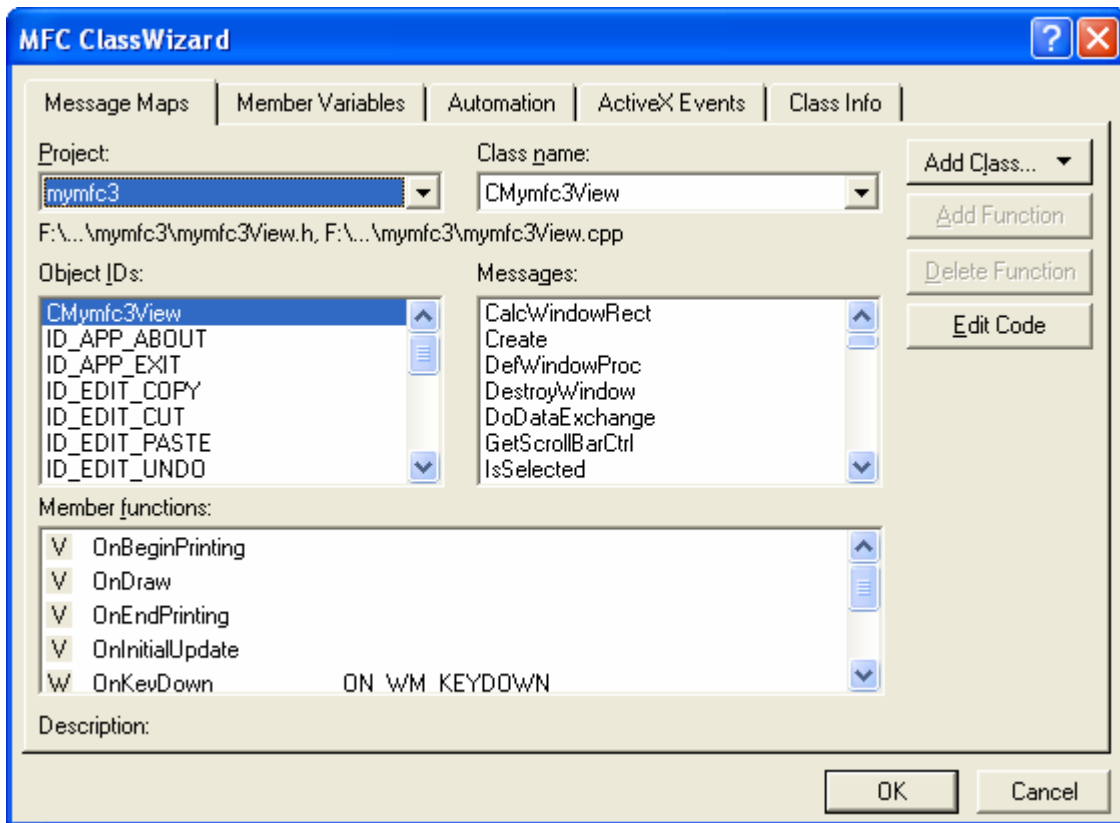 MFC ClassWizard
Message Maps Member Variables Automation ActiveX Events Class Info
Project: Class name:
mymfc3 CMymfc3View
Add Class...
F:\...\mymfc3\mymfc3View.h, F:\...\mymfc3\mymfc3View.cpp
Add Function
Object IDs: Messages:
Delete Function
CMymfc3View CalcWindowRect
Edit Code
ID_APP_ABOUT Create
ID_APP_EXIT DefWindowProc
ID_EDIT_COPY DestroyWindow
ID_EDIT_CUT DoDataExchange
ID_EDIT_PASTE GetScrollBarCtrl
ID_EDIT_UNDO IsSelected
Member functions:
V OnBeginPrinting
V OnDraw
V OnEndPrinting
V OnInitialUpdate
W OnKeyDown ON_WM_KEYDOWN
Description:
OK Cancel